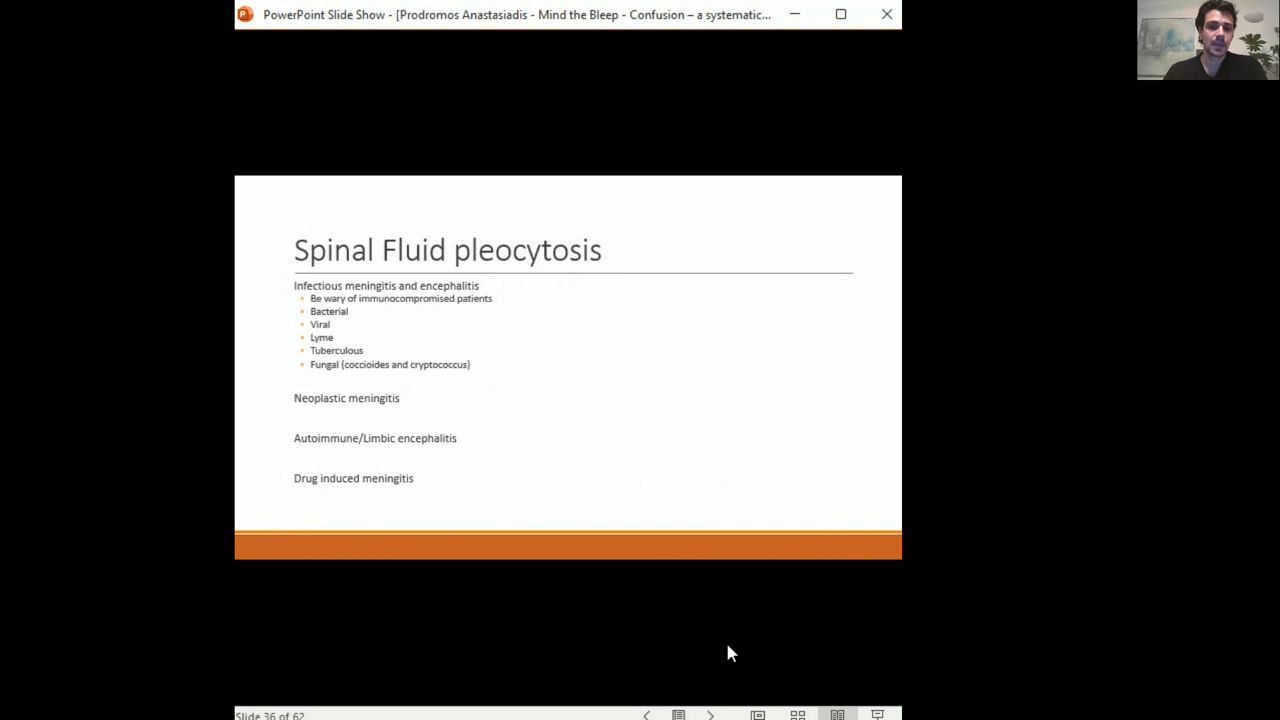 PowerPoint Slide Show - [Prodromos Anastasiadis - Mind the Bleep - Confusion – a systematic...
Spinal Fluid pleocytosis
Infectious meningitis and encephalitis
Be wary of immunocompromised patients
Bacterial
Viral
Lyme
Tuberculous
Fungal (coccioides and cryptococcus)
Neoplastic meningitis
Autoimmune/Limbic encephalitis
Drug induced meningitis
Slide 36 of 62